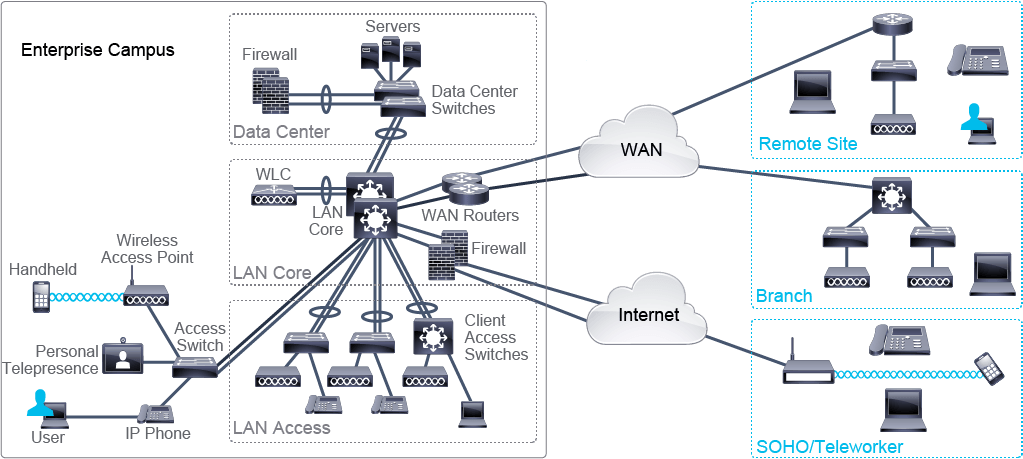 Enterprise Campus
Servers
Firewall
Data Center
Switches
Data Center
WLC
LAN
Core
WAN Routers
Firewall
LAN Core
Wireless
Access Point
Handheld
Access
Switch
Personal
Telepresence
User
IP Phone
Client
Access
Switches
LAN Access
WAN
Internet
Remote Site
Branch
SOHO/Teleworker